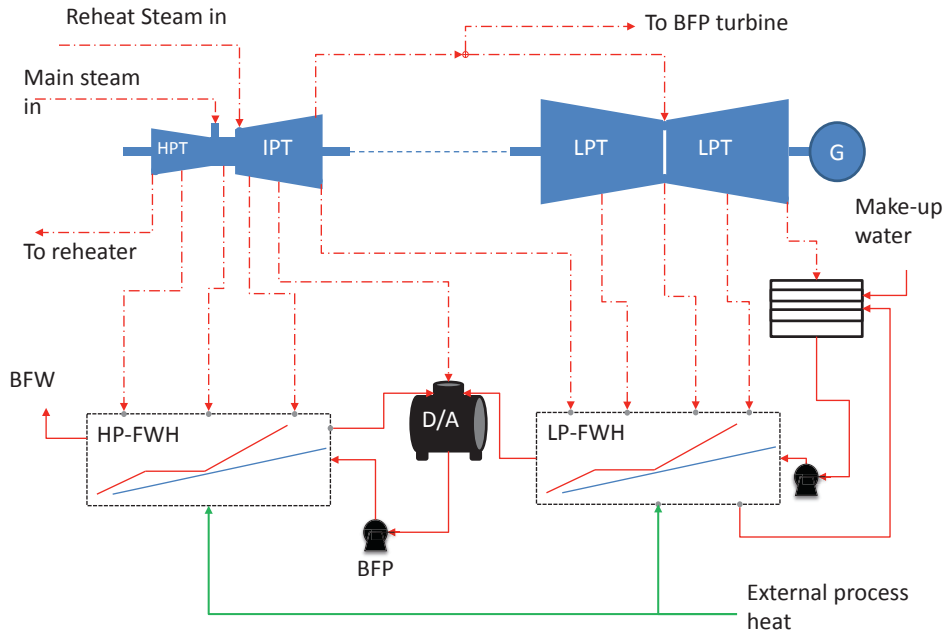 Reheat Steam in
To BFP turbine
Main steam
in
HPT
IPT
LPT
LPT
G
To reheater
Make-up
water
BFW
HP-FWH
D/A
LP-FWH
BFP
External process
heat